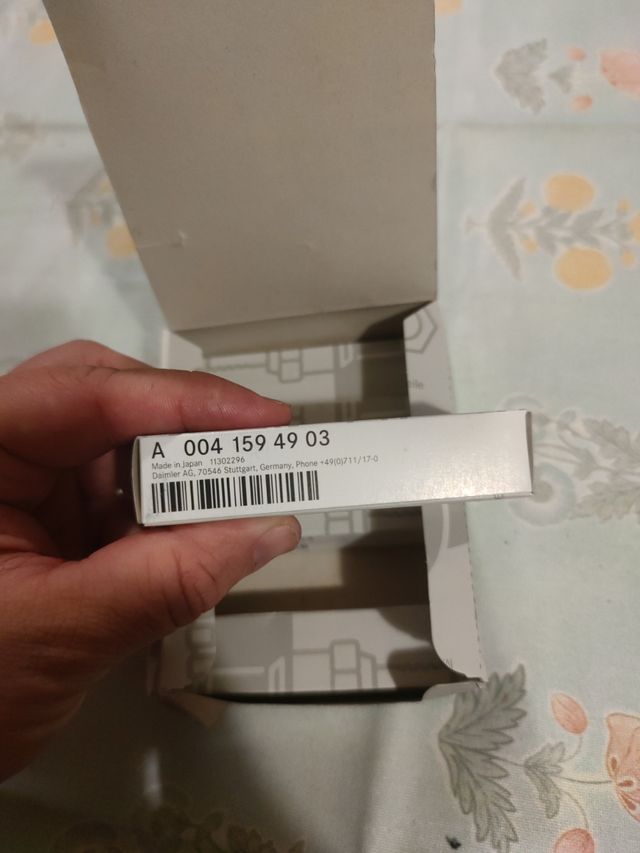 A 004 159 49 03
Made in Japan 11302296
Daimler AG, 70546 Stuttgart, Germany, Phone +49(0)711/17-0